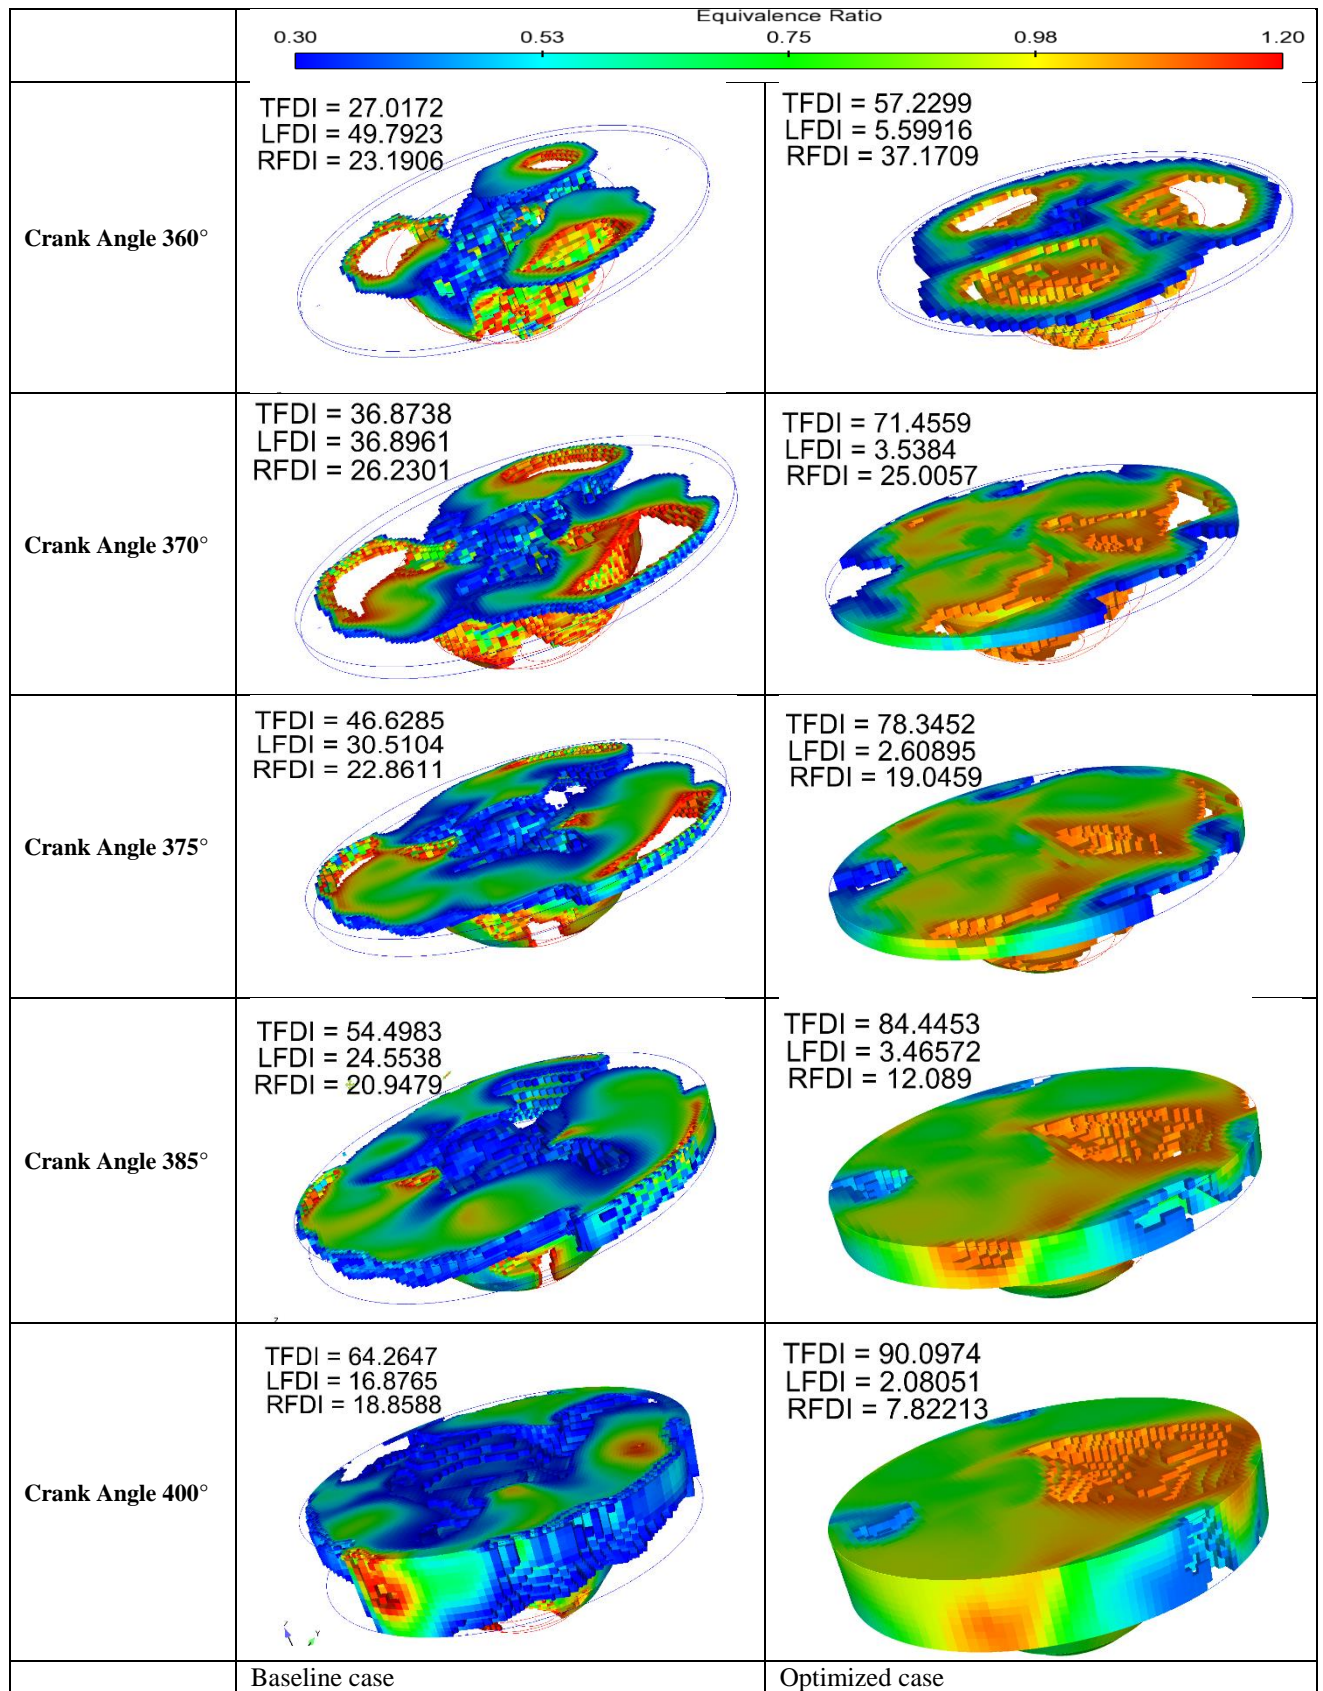 Equivalence Ratio
0.30 0.53 0.75 0.98 1.20
Crank Angle 360°
TFDI = 27.0172
LFDI = 49.7923
RFDI = 23.1906
TFDI = 57.2299
LFDI = 5.59916
RFDI = 37.1709
Crank Angle 370°
TFDI = 36.8738
LFDI = 36.8961
RFDI = 26.2301
TFDI = 71.4559
LFDI = 3.5384
RFDI = 25.0057
Crank Angle 375°
TFDI = 46.6285
LFDI = 30.5104
RFDI = 22.8611
TFDI = 78.3452
LFDI = 2.60895
RFDI = 19.0459
Crank Angle 385°
TFDI = 54.4983
LFDI = 24.5538
RFDI = 20.9479
TFDI = 84.4453
LFDI = 3.46572
RFDI = 12.089
Crank Angle 400°
TFDI = 64.2647
LFDI = 16.8765
RFDI = 18.8588
TFDI = 90.0974
LFDI = 2.08051
RFDI = 7.82213
Baseline case
Optimized case